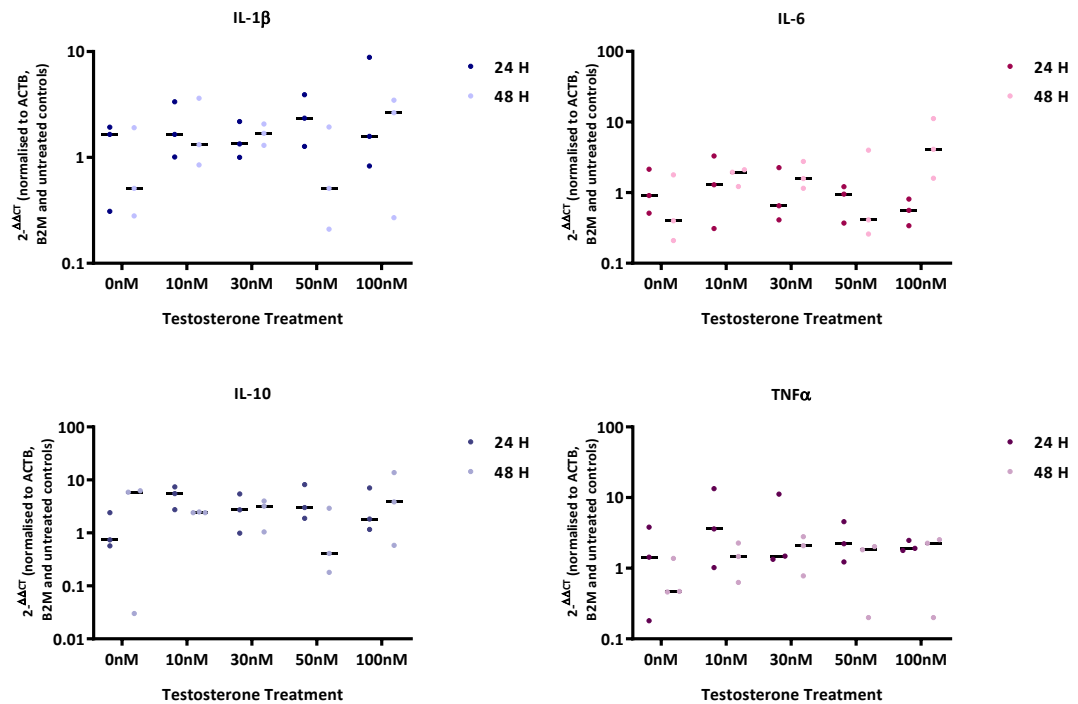 IL-1β
2-ΔΔCT (normalised to ACTB,
B2M and untreated controls)
10
1
0.1
0nM 10nM 30nM 50nM 100nM
Testosterone Treatment
24 H
48 H
IL-6
2-ΔΔCT (normalised to ACTB,
B2M and untreated controls)
100
10
1
0.1
0nM 10nM 30nM 50nM 100nM
Testosterone Treatment
24 H
48 H
IL-10
2-ΔΔCT (normalised to ACTB,
B2M and untreated controls)
100
10
1
0.1
0.01
0nM 10nM 30nM 50nM 100nM
Testosterone Treatment
24 H
48 H
TNFα
2-ΔΔCT (normalised to ACTB,
B2M and untreated controls)
100
10
1
0.1
0nM 10nM 30nM 50nM 100nM
Testosterone Treatment
24 H
48 H